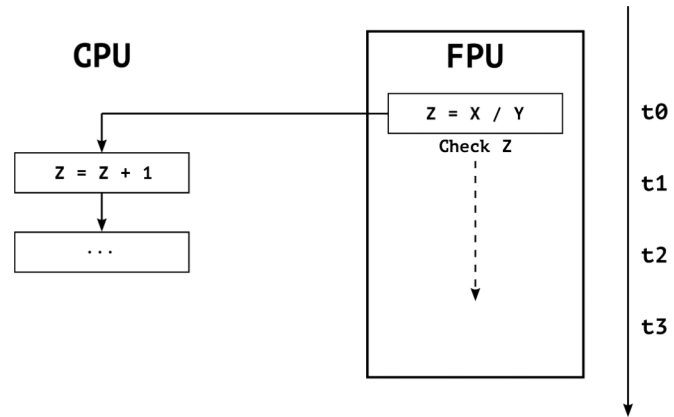 CPU
FPU
Z = X / Y
Check Z
Z = Z + 1
...
t0
t1
t2
t3